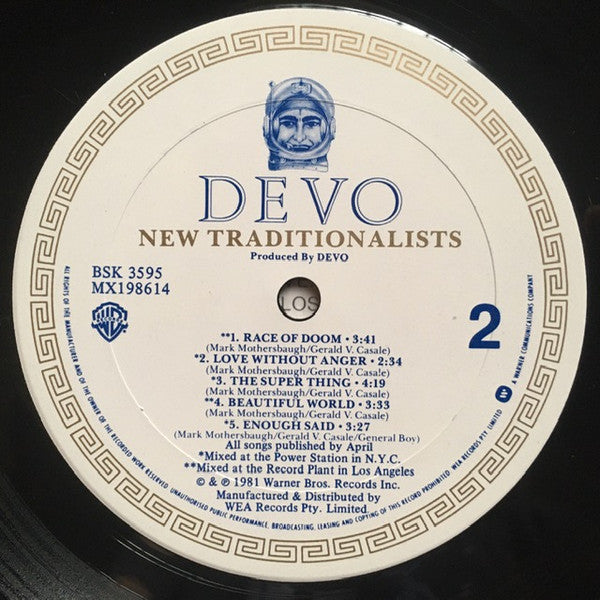 DEVO
NEW TRADITIONALISTS
Produced By DEVO
BSK 3595
MX198614
LOS
2
**1. RACE OF DOOM • 3:41
(Mark Mothersbaugh/Gerald V. Casale)
*2. LOVE WITHOUT ANGER • 2:34
(Mark Mothersbaugh/Gerald V. Casale)
*3. THE SUPER THING • 4:19
(Mark Mothersbaugh/Gerald V. Casale)
**4. BEAUTIFUL WORLD • 3:33
(Mark Mothersbaugh/Gerald V. Casale)
*5. ENOUGH SAID • 3:27
(Mark Mothersbaugh/Gerald V. Casale/General Boy)
All songs published by April
*Mixed at the Power Station in N.Y.C.
**Mixed at the Record Plant in Los Angeles
© & ℗ 1981 Warner Bros. Records Inc.
Manufactured & Distributed by
WEA Records Pty. Limited
ALL RIGHTS OF THE MANUFACTURER AND OF THE OWNER OF THE RECORDED WORK RESERVED UNAUTHORISED PUBLIC PERFORMANCE, BROADCASTING, LEASING AND COPYING OF THIS RECORD PROHIBITED. WEA RECORDS PTY. LIMITED
A WARNER COMMUNICATIONS COMPANY